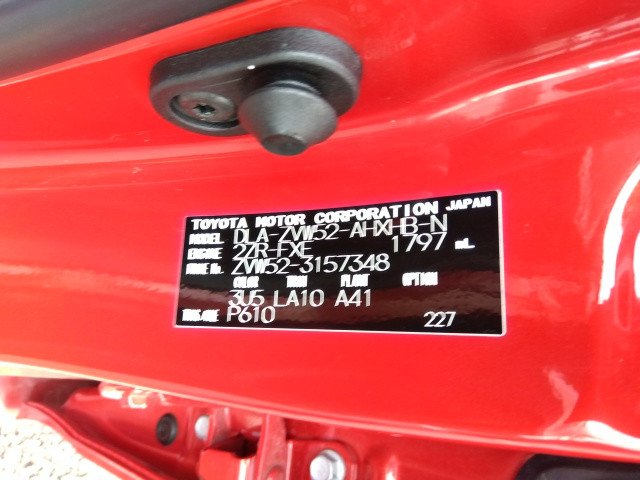 TOYOTA MOTOR CORPORATION JAPAN
MODEL DLA-ZVW52-AHXHB-N
ENGINE 2ZR-FXE 1797 mL
FRAME No. ZVW52-3157348
COLOR TRIM PLANT OPTION
3U5 LA10 A41
TRANS/AXLE P610 227